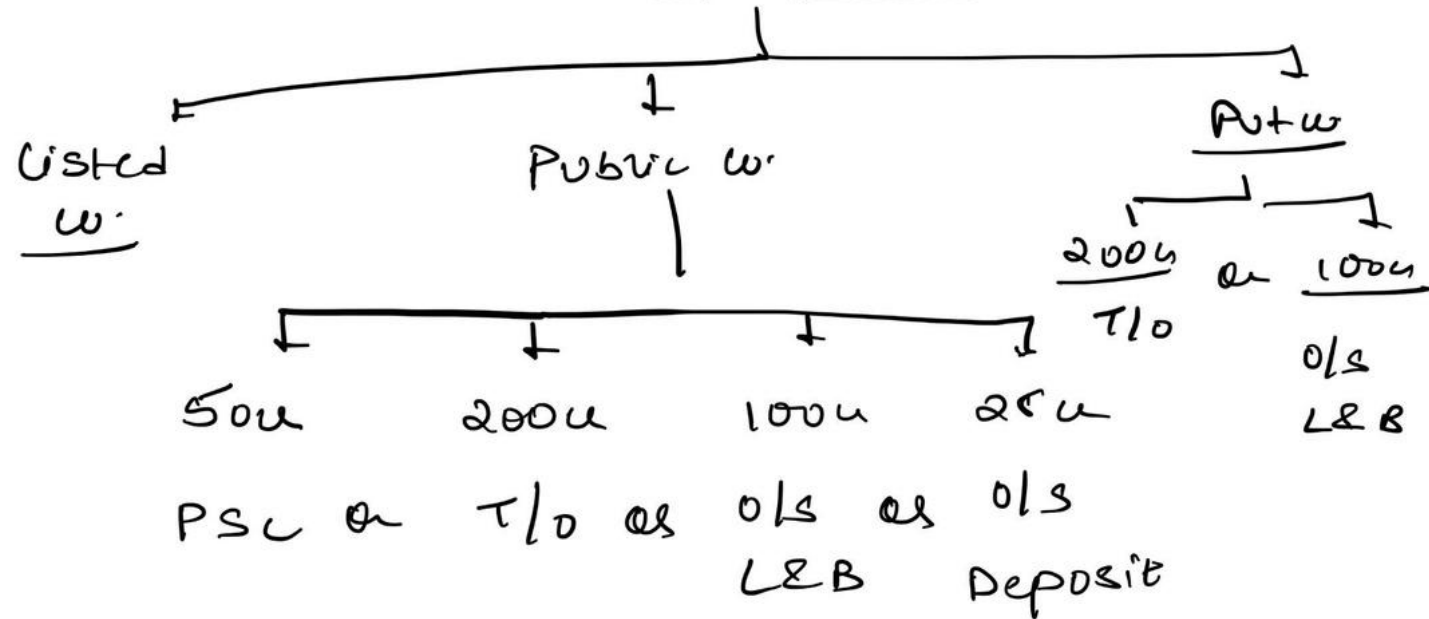 Listed
Co.
Public Co.
Pvt Co
200cr or 100cr
T/O
O/S
L&B
50cr 200cr 100cr 25cr
PSC or T/O or O/S or O/S
L&B Deposit